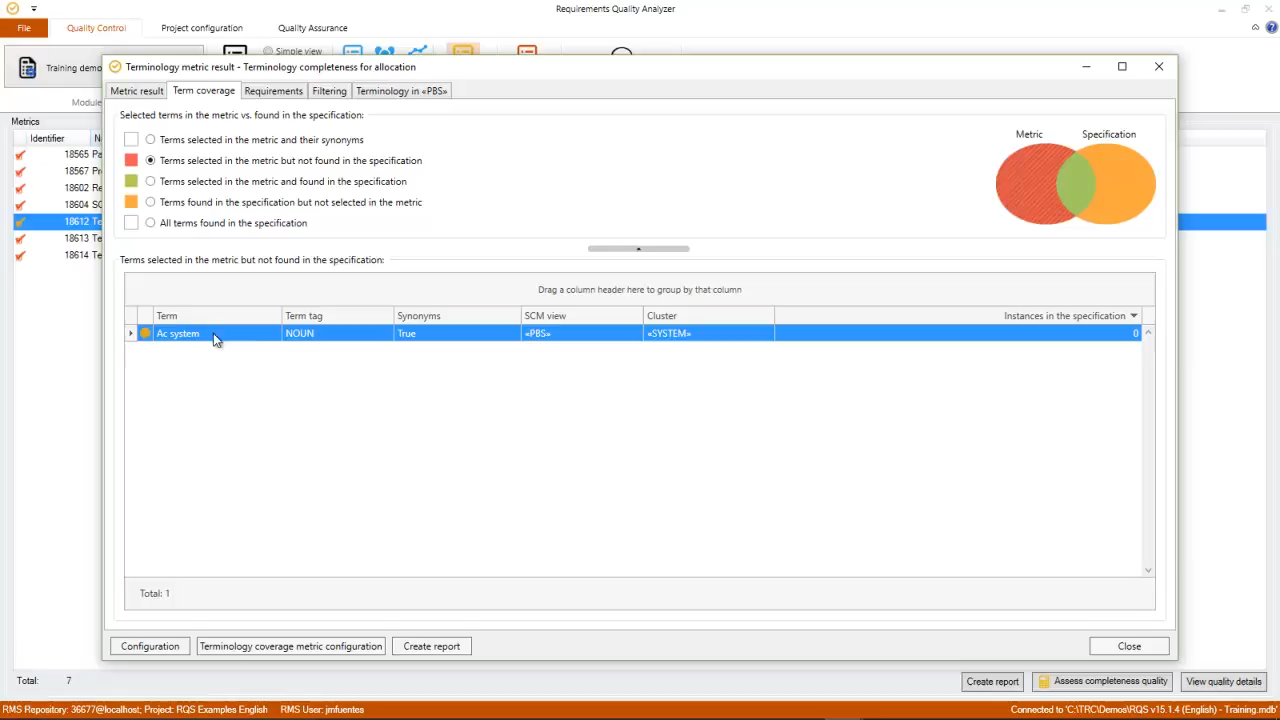 Requirements Quality Analyzer
File
Quality Control
Project configuration
Quality Assurance
Simple view
Training demo
Module
Metrics
Identifier
18565 Pa
18567 Pr
18602 Re
18604 SC
18612 Te
18613 Te
18614 Te
Total: 7
Terminology metric result - Terminology completeness for allocation
Metric result
Term coverage
Requirements
Filtering
Terminology in «PBS»
Selected terms in the metric vs. found in the specification:
Terms selected in the metric and their synonyms
Terms selected in the metric but not found in the specification
Terms selected in the metric and found in the specification
Terms found in the specification but not selected in the metric
All terms found in the specification
Metric
Specification
Terms selected in the metric but not found in the specification:
Drag a column header here to group by that column
Term
Term tag
Synonyms
SCM view
Cluster
Instances in the specification
Ac system
NOUN
True
«PBS»
«SYSTEM»
0
Total: 1
Configuration
Terminology coverage metric configuration
Create report
Close
Create report
Assess completeness quality
View quality details
RMS Repository: 36677@localhost; Project: RQS Examples English
RMS User: jmfuentes
Connected to 'C:\TRC\Demos\RQS v15.1.4 (English) - Training.mdb'